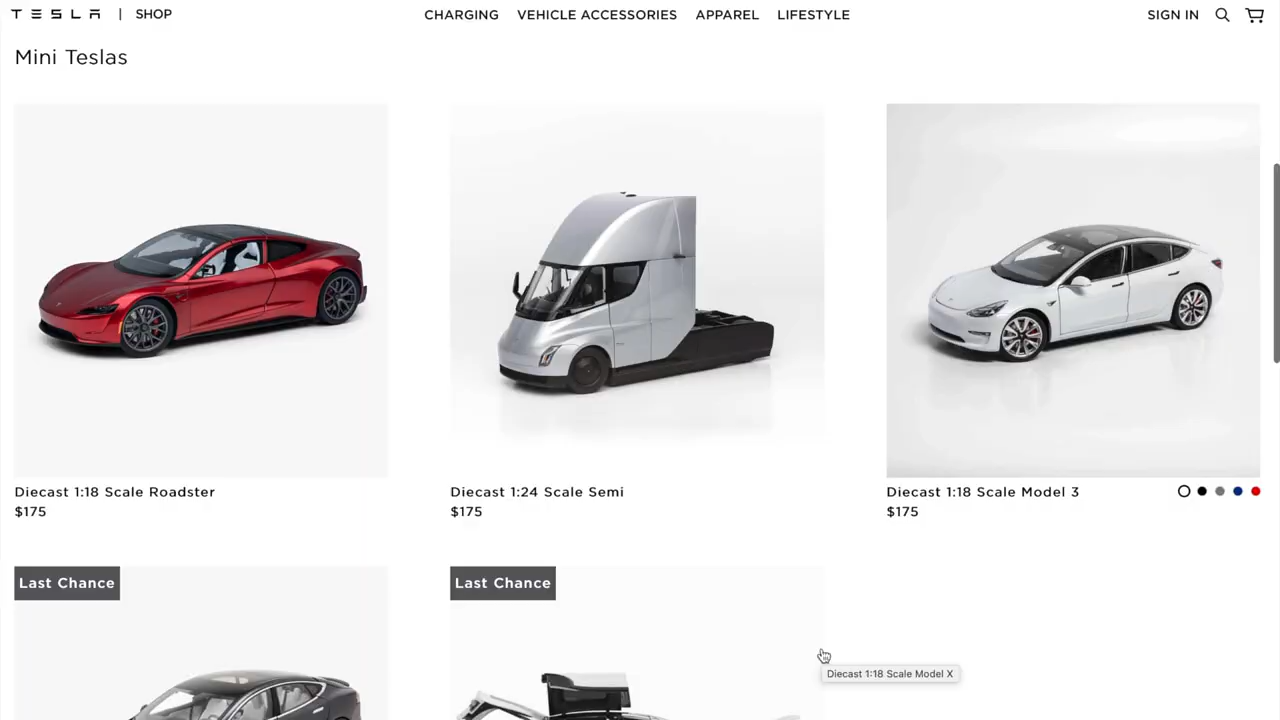 TESLA | SHOP
CHARGING VEHICLE ACCESSORIES APPAREL LIFESTYLE
SIGN IN
Mini Teslas
Diecast 1:18 Scale Roadster
$175
Diecast 1:24 Scale Semi
$175
Diecast 1:18 Scale Model 3
$175
Last Chance
Last Chance
Diecast 1:18 Scale Model X